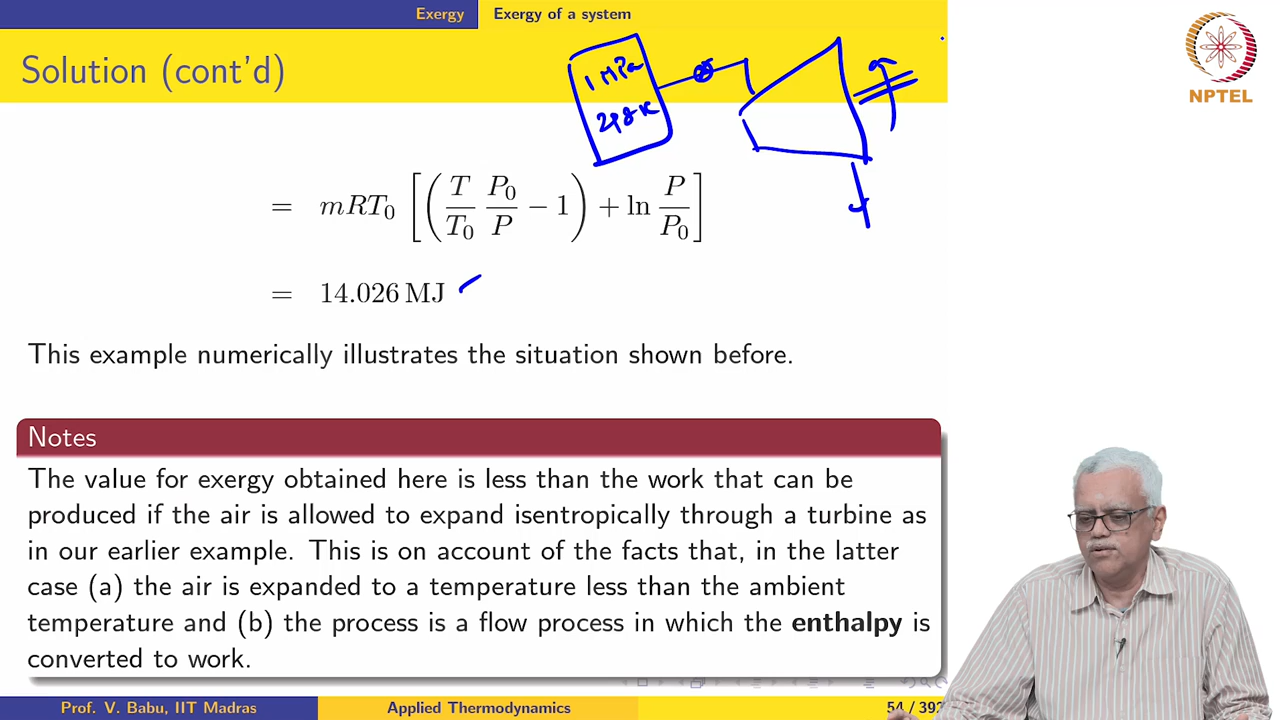 Exergy Exergy of a system
Solution (cont'd)
1 MPa
298K
NPTEL
= mRT₀ [(T/T₀ P₀/P − 1) + ln P/P₀]
= 14.026 MJ
This example numerically illustrates the situation shown before.
Notes
The value for exergy obtained here is less than the work that can be
produced if the air is allowed to expand isentropically through a turbine as
in our earlier example. This is on account of the facts that, in the latter
case (a) the air is expanded to a temperature less than the ambient
temperature and (b) the process is a flow process in which the enthalpy is
converted to work.
Prof. V. Babu, IIT Madras Applied Thermodynamics 54 / 392